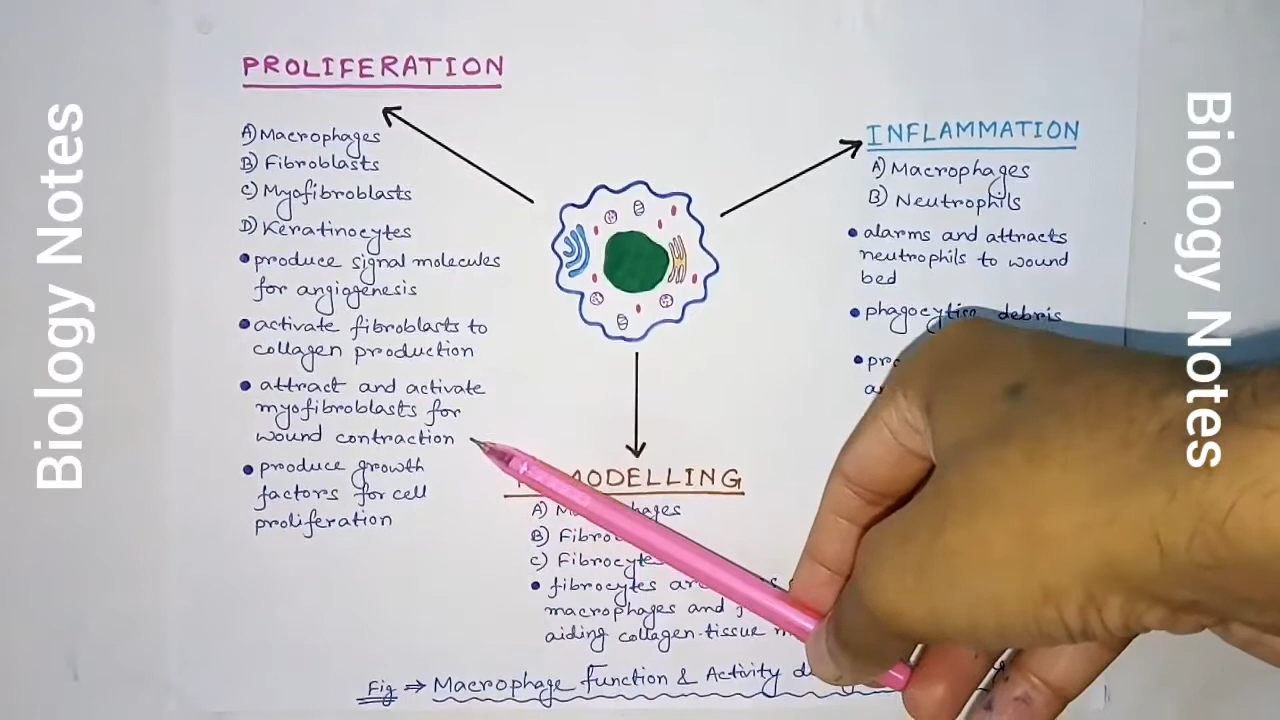 Biology Notes
PROLIFERATION
A) Macrophages
B) Fibroblasts
C) Myofibroblasts
D) Keratinocytes
• produce signal molecules
for angiogenesis
• activate fibroblasts to
collagen production
• attract and activate
myofibroblasts for
wound contraction
• produce growth
factors for cell
proliferation
INFLAMMATION
A) Macrophages
B) Neutrophils
• alarms and attracts
neutrophils to wound
bed
• debris
MODELLING
A)
B)
C)
• fibrocytes
macrophages and
aiding collagen-tissue
Fig ⇒ Macrophage Function & Activity
Biology Notes